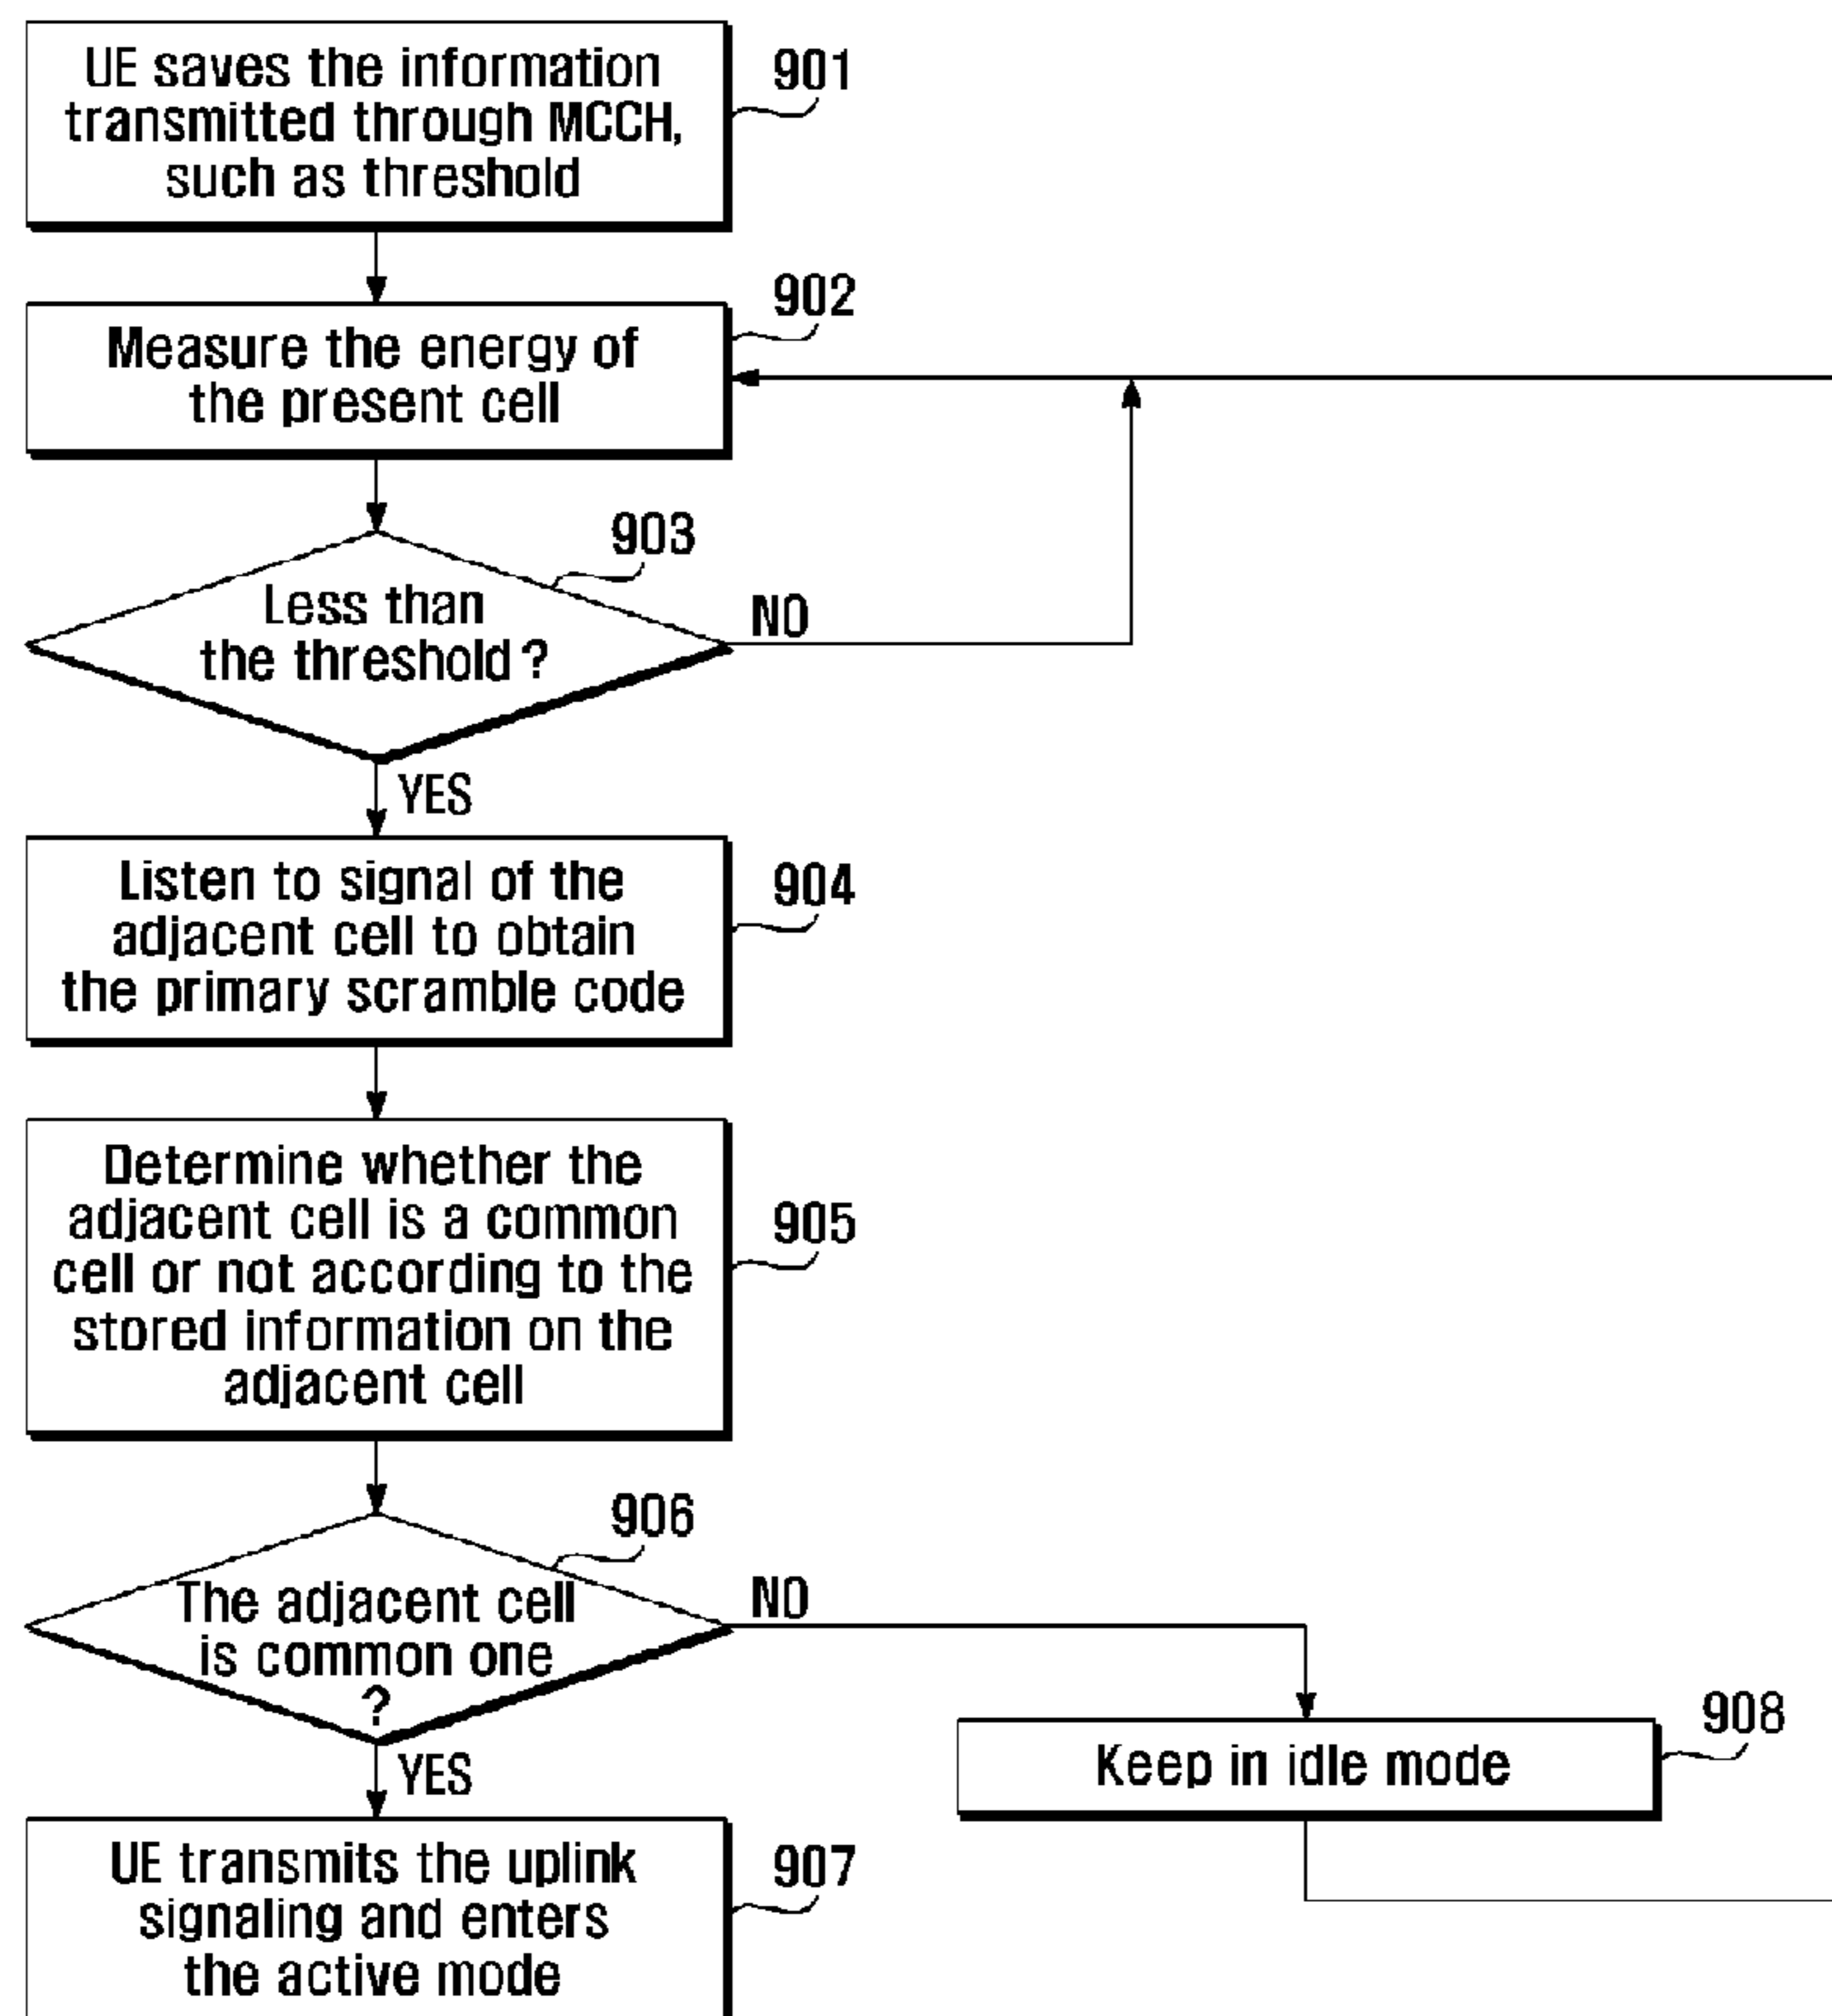 UE saves the information
transmitted through MCCH,
such as threshold
901
Measure the energy of
the present cell
902
903
Less than
the threshold?
NO
YES
Listen to signal of the
adjacent cell to obtain
the primary scramble code
904
Determine whether the
adjacent cell is a common
cell or not according to the
stored information on the
adjacent cell
905
906
The adjacent cell
is common one
?
NO
YES
Keep in idle mode
908
UE transmits the uplink
signaling and enters
the active mode
907